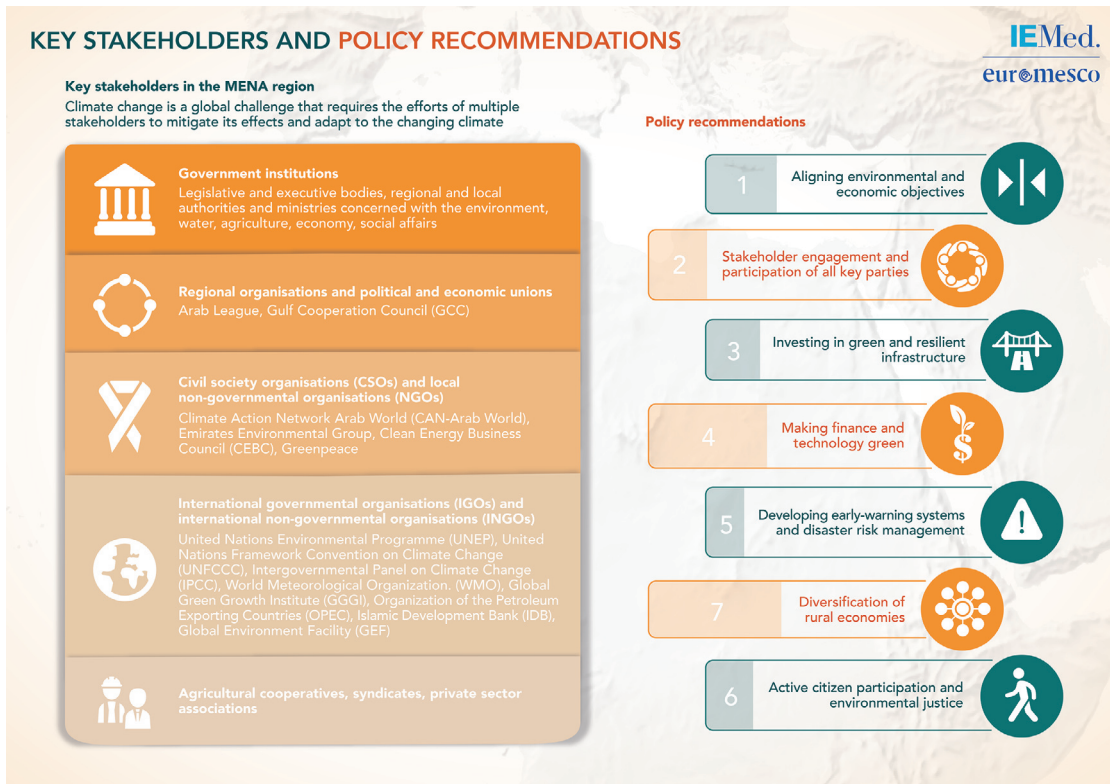 KEY STAKEHOLDERS AND POLICY RECOMMENDATIONS
IEMed.
euromesco
Key stakeholders in the MENA region
Climate change is a global challenge that requires the efforts of multiple
stakeholders to mitigate its effects and adapt to the changing climate
Government institutions
Legislative and executive bodies, regional and local
authorities and ministries concerned with the environment,
water, agriculture, economy, social affairs
Regional organisations and political and economic unions
Arab League, Gulf Cooperation Council (GCC)
Civil society organisations (CSOs) and local
non-governmental organisations (NGOs)
Climate Action Network Arab World (CAN-Arab World),
Emirates Environmental Group, Clean Energy Business
Council (CEBC), Greenpeace
International governmental organisations (IGOs) and
international non-governmental organisations (INGOs)
United Nations Environmental Programme (UNEP), United
Nations Framework Convention on Climate Change
(UNFCCC), Intergovernmental Panel on Climate Change
(IPCC), World Meteorological Organization. (WMO), Global
Green Growth Institute (GGGI), Organization of the Petroleum
Exporting Countries (OPEC), Islamic Development Bank (IDB),
Global Environment Facility (GEF)
Agricultural cooperatives, syndicates, private sector
associations
Policy recommendations
1
Aligning environmental and
economic objectives
2
Stakeholder engagement and
participation of all key parties
3
Investing in green and resilient
infrastructure
4
Making finance and
technology green
$
5
Developing early-warning systems
and disaster risk management
!
7
Diversification of
rural economies
6
Active citizen participation and
environmental justice